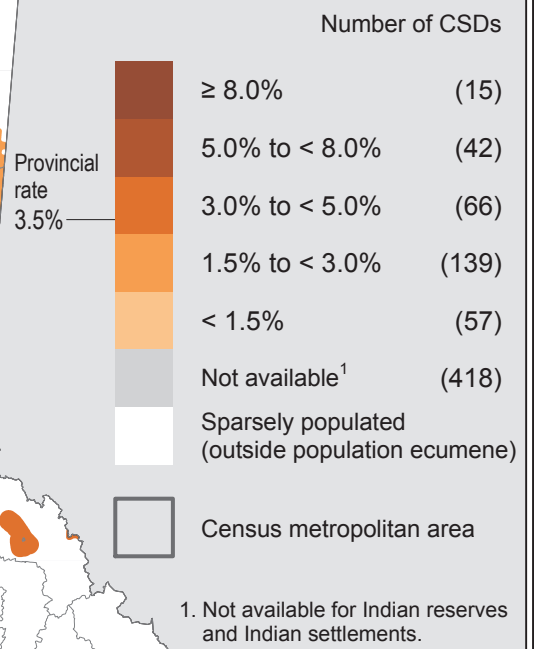 Number of CSDs
≥ 8.0% (15)
5.0% to < 8.0% (42)
Provincial
rate
3.5%
3.0% to < 5.0% (66)
1.5% to < 3.0% (139)
< 1.5% (57)
Not available1 (418)
Sparsely populated
(outside population ecumene)
Census metropolitan area
1. Not available for Indian reserves
and Indian settlements.